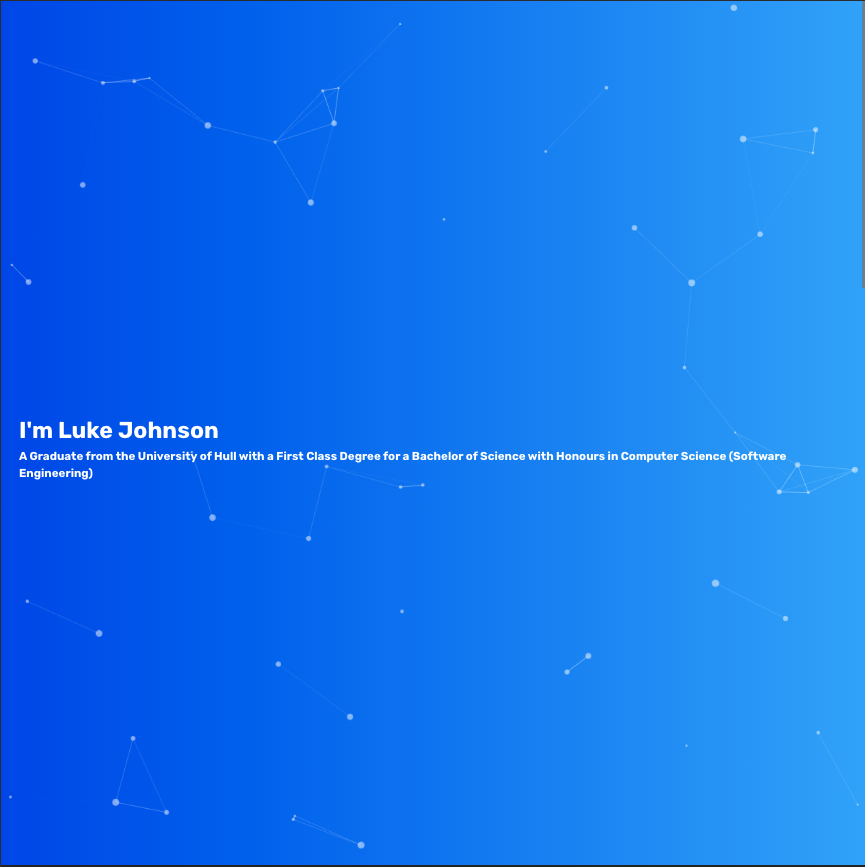 I'm Luke Johnson
A Graduate from the University of Hull with a First Class Degree for a Bachelor of Science with Honours in Computer Science (Software
Engineering)